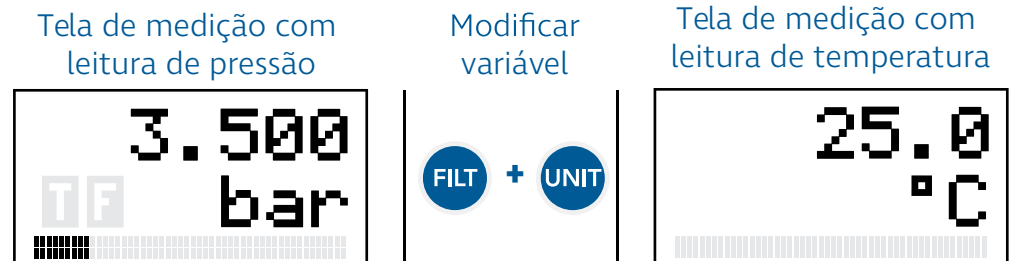 Tela de medição com
leitura de pressão
3.500
T F bar
Modificar
variável
FILT + UNIT
Tela de medição com
leitura de temperatura
25.0
°C